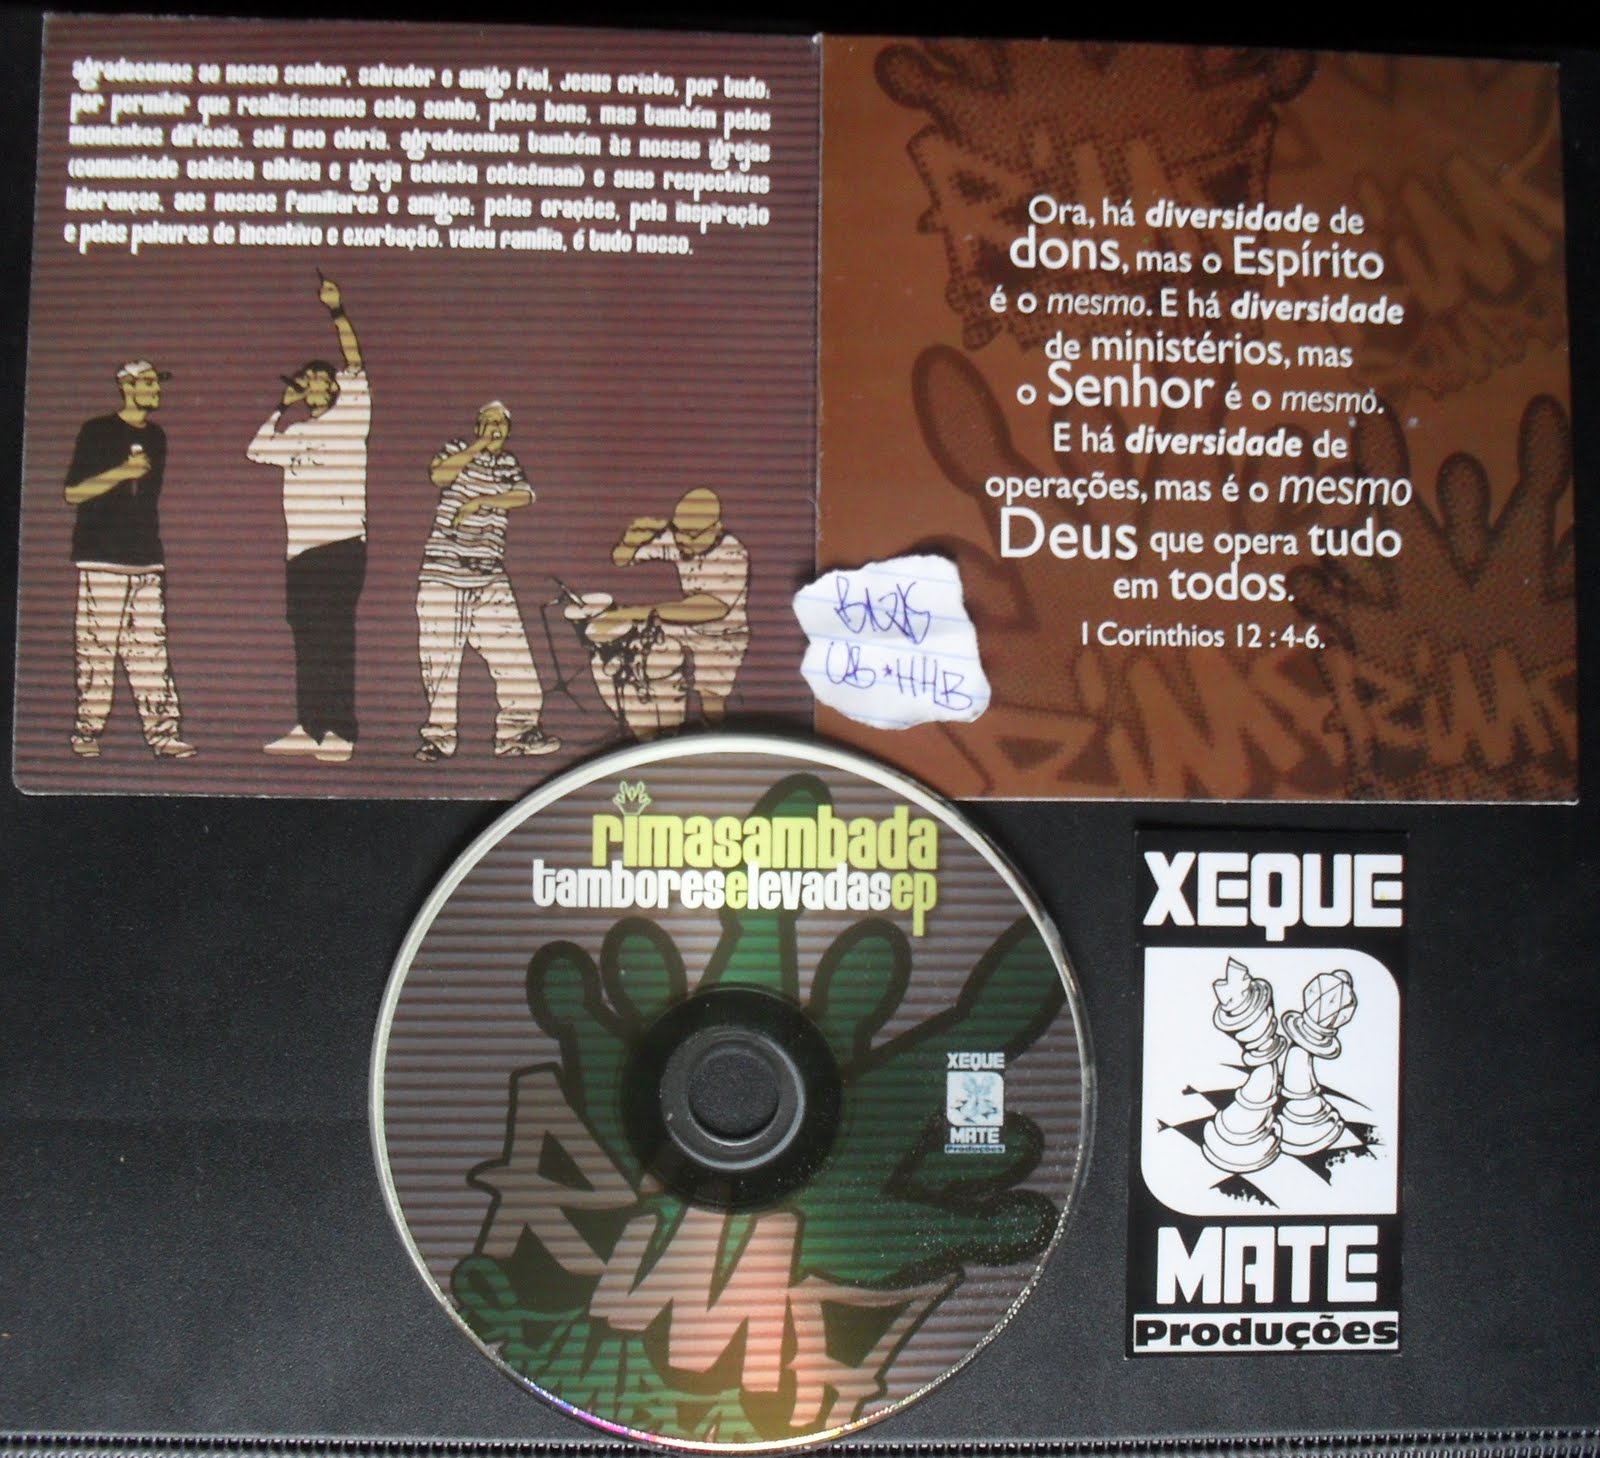 agradecemos ao nosso senhor, salvador e amigo fiel, Jesus cristo, por tudo;
por permitir que realizássemos este sonho, pelos bons, mas também pelos
momentos difíceis. soli deo gloria. agradecemos também às nossas igrejas
(comunidade batista bíblica e igreja batista getsêmani) e suas respectivas
lideranças, aos nossos familiares e amigos; pelas orações, pela inspiração
e pelas palavras de incentivo e exortação. valeu família, é tudo nosso.
Ora, há diversidade de
dons, mas o Espírito
é o mesmo. E há diversidade
de ministérios, mas
o Senhor é o mesmo.
E há diversidade de
operações, mas é o mesmo
Deus que opera tudo
em todos.
1 Corinthios 12 : 4-6.
UB*HHB
rimasambada
tamboreselevadasep
XEQUE
MATE
Produções
XEQUE
MATE
Produções